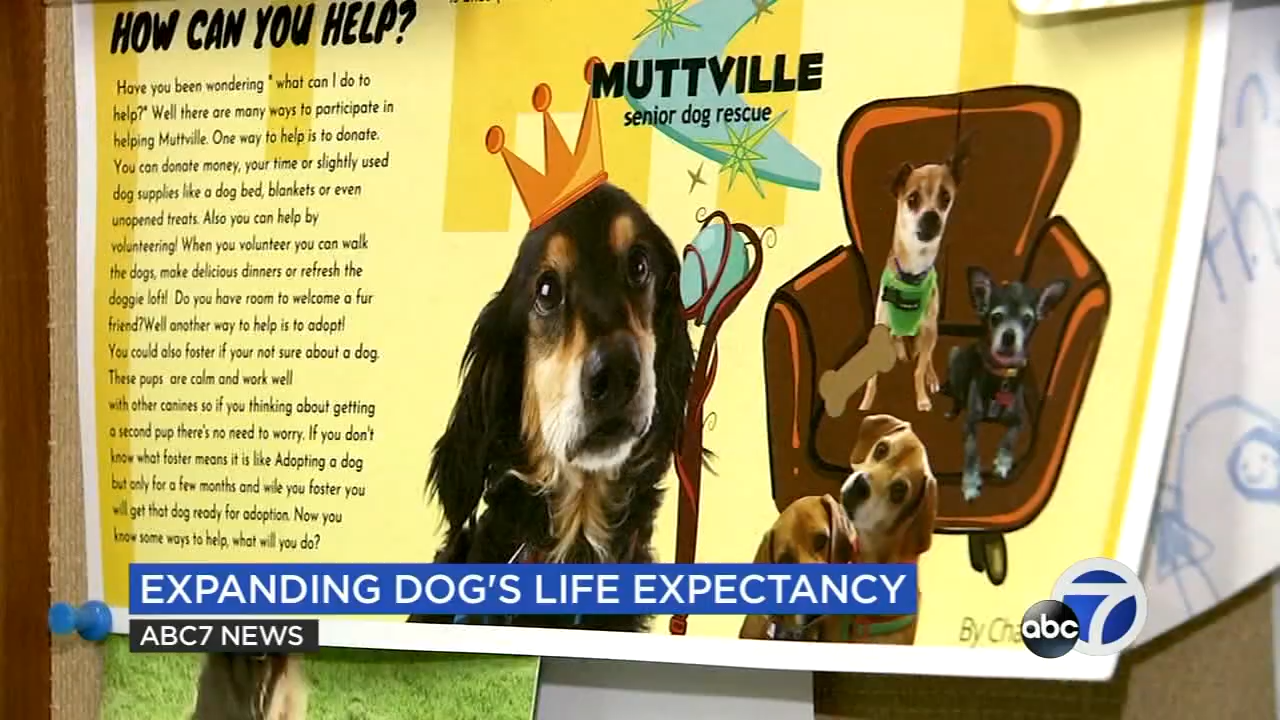 HOW CAN YOU HELP?
Have you been wondering " what can I do to
help?" Well there are many ways to participate in
helping Muttville. One way to help is to donate.
You can donate money, your time or slightly used
dog supplies like a dog bed, blankets or even
unopened treats. Also you can help by
volunteering! When you volunteer you can walk
the dogs, make delicious dinners or refresh the
doggie loft! Do you have room to welcome a fur
friend?Well another way to help is to adopt!
You could also foster if your not sure about a dog.
These pups are calm and work well
with other canines so if you thinking about getting
a second pup there's no need to worry. If you don't
know what foster means it is like Adopting a dog
but only for a few months and wile you foster you
will get that dog ready for adoption. Now you
know some ways to help, what will you do?
MUTTVILLE
senior dog rescue
By Cha
EXPANDING DOG'S LIFE EXPECTANCY
ABC7 NEWS
abc 7